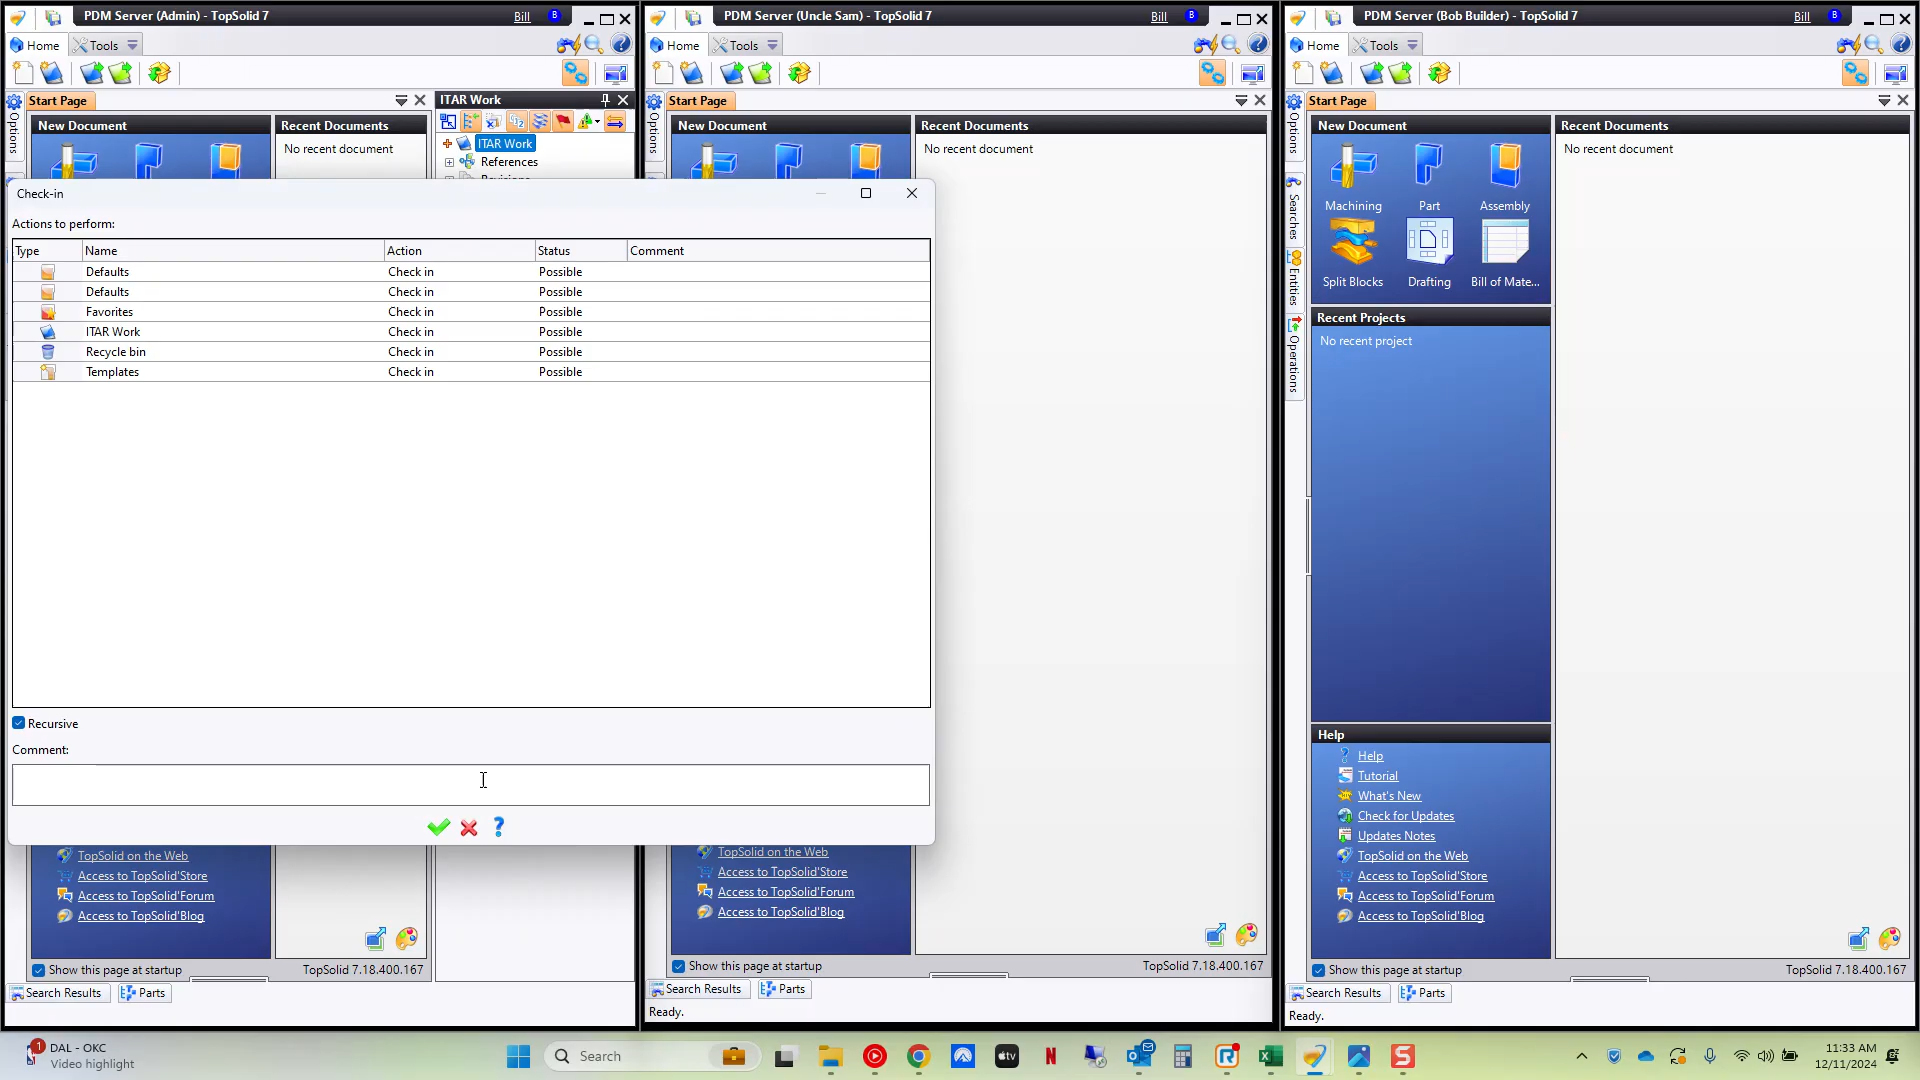 PDM Server (Admin) - TopSolid 7
Bill
B
Home
Tools
Start Page
ITAR Work
Options
New Document
Recent Documents
No recent document
ITAR Work
References
Check-in
Actions to perform:
Type Name Action Status Comment
Defaults Check in Possible
Defaults Check in Possible
Favorites Check in Possible
ITAR Work Check in Possible
Recycle bin Check in Possible
Templates Check in Possible
Recursive
Comment:
TopSolid on the Web
Access to TopSolid'Store
Access to TopSolid'Forum
Access to TopSolid'Blog
Show this page at startup
TopSolid 7.18.400.167
Search Results
Parts
PDM Server (Uncle Sam) - TopSolid 7
Bill
B
Home
Tools
Start Page
Options
New Document
Recent Documents
No recent document
TopSolid on the Web
Access to TopSolid'Store
Access to TopSolid'Forum
Access to TopSolid'Blog
Show this page at startup
TopSolid 7.18.400.167
Search Results
Parts
Ready.
PDM Server (Bob Builder) - TopSolid 7
Bill
B
Home
Tools
Start Page
Options
Searches
Entities
Operations
New Document
Recent Documents
No recent document
Machining Part Assembly
Split Blocks Drafting Bill of Mate...
Recent Projects
No recent project
Help
Help
Tutorial
What's New
Check for Updates
Updates Notes
TopSolid on the Web
Access to TopSolid'Store
Access to TopSolid'Forum
Access to TopSolid'Blog
Show this page at startup
TopSolid 7.18.400.167
Search Results
Parts
Ready.
1
DAL - OKC
Video highlight
Search
tv
N
11:33 AM
12/11/2024